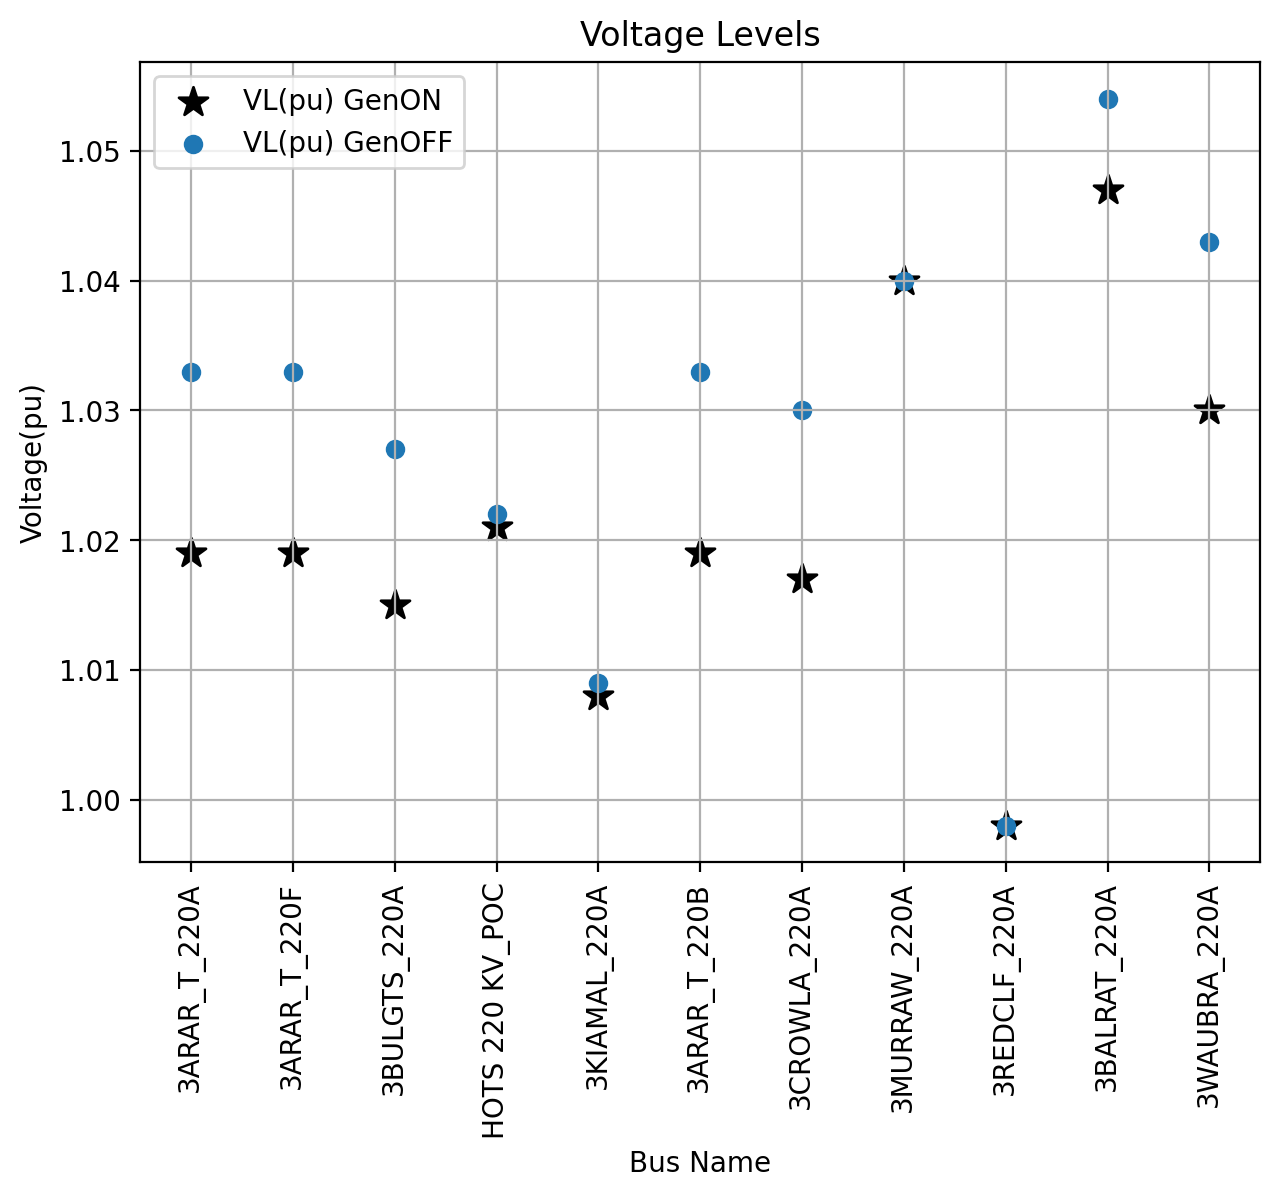 Voltage Levels
VL(pu) GenON
VL(pu) GenOFF
Voltage(pu)
1.05
1.04
1.03
1.02
1.01
1.00
3ARAR_T_220A
3ARAR_T_220F
3BULGTS_220A
HOTS 220 KV_POC
3KIAMAL_220A
3ARAR_T_220B
3CROWLA_220A
3MURRAW_220A
3REDCLF_220A
3BALRAT_220A
3WAUBRA_220A
Bus Name